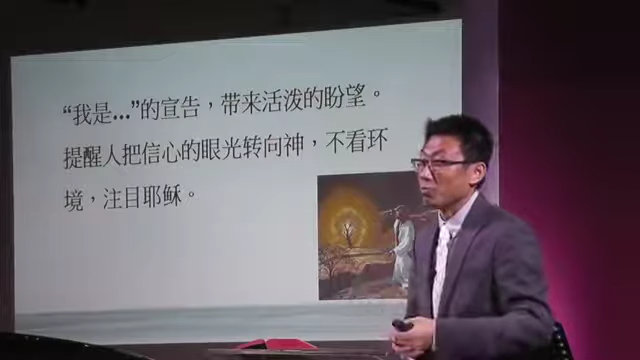 “我是...”的宣告，带来活泼的盼望。
提醒人把信心的眼光转向神，不看环
境，注目耶稣。